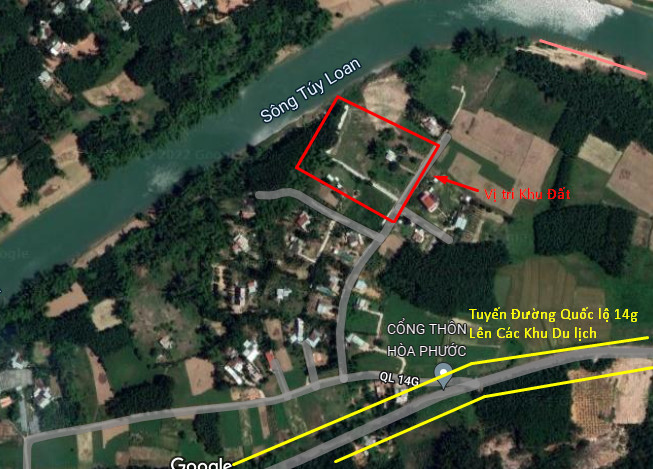 Sông Túy Loan
Vị trí Khu Đất
Tuyến Đường Quốc lộ 14g
Lên Các Khu Du lịch
CỔNG THÔN
HÒA PHƯỚC
QL 14G
Google